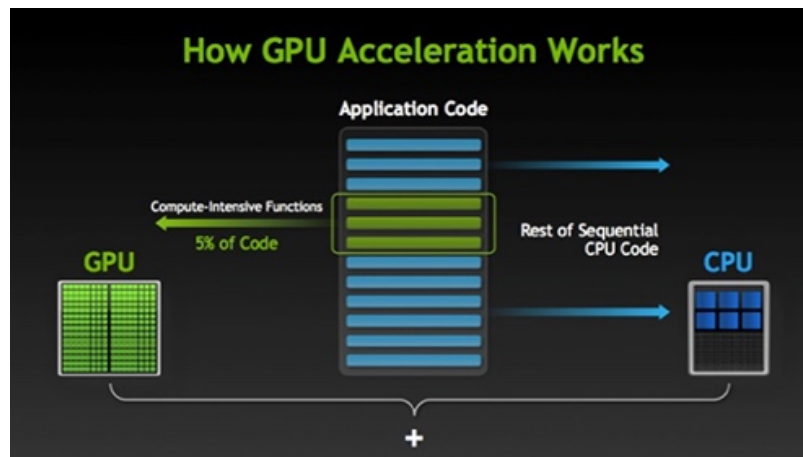 How GPU Acceleration Works
Application Code
Compute-Intensive Functions
5% of Code
Rest of Sequential
CPU Code
GPU
CPU
+